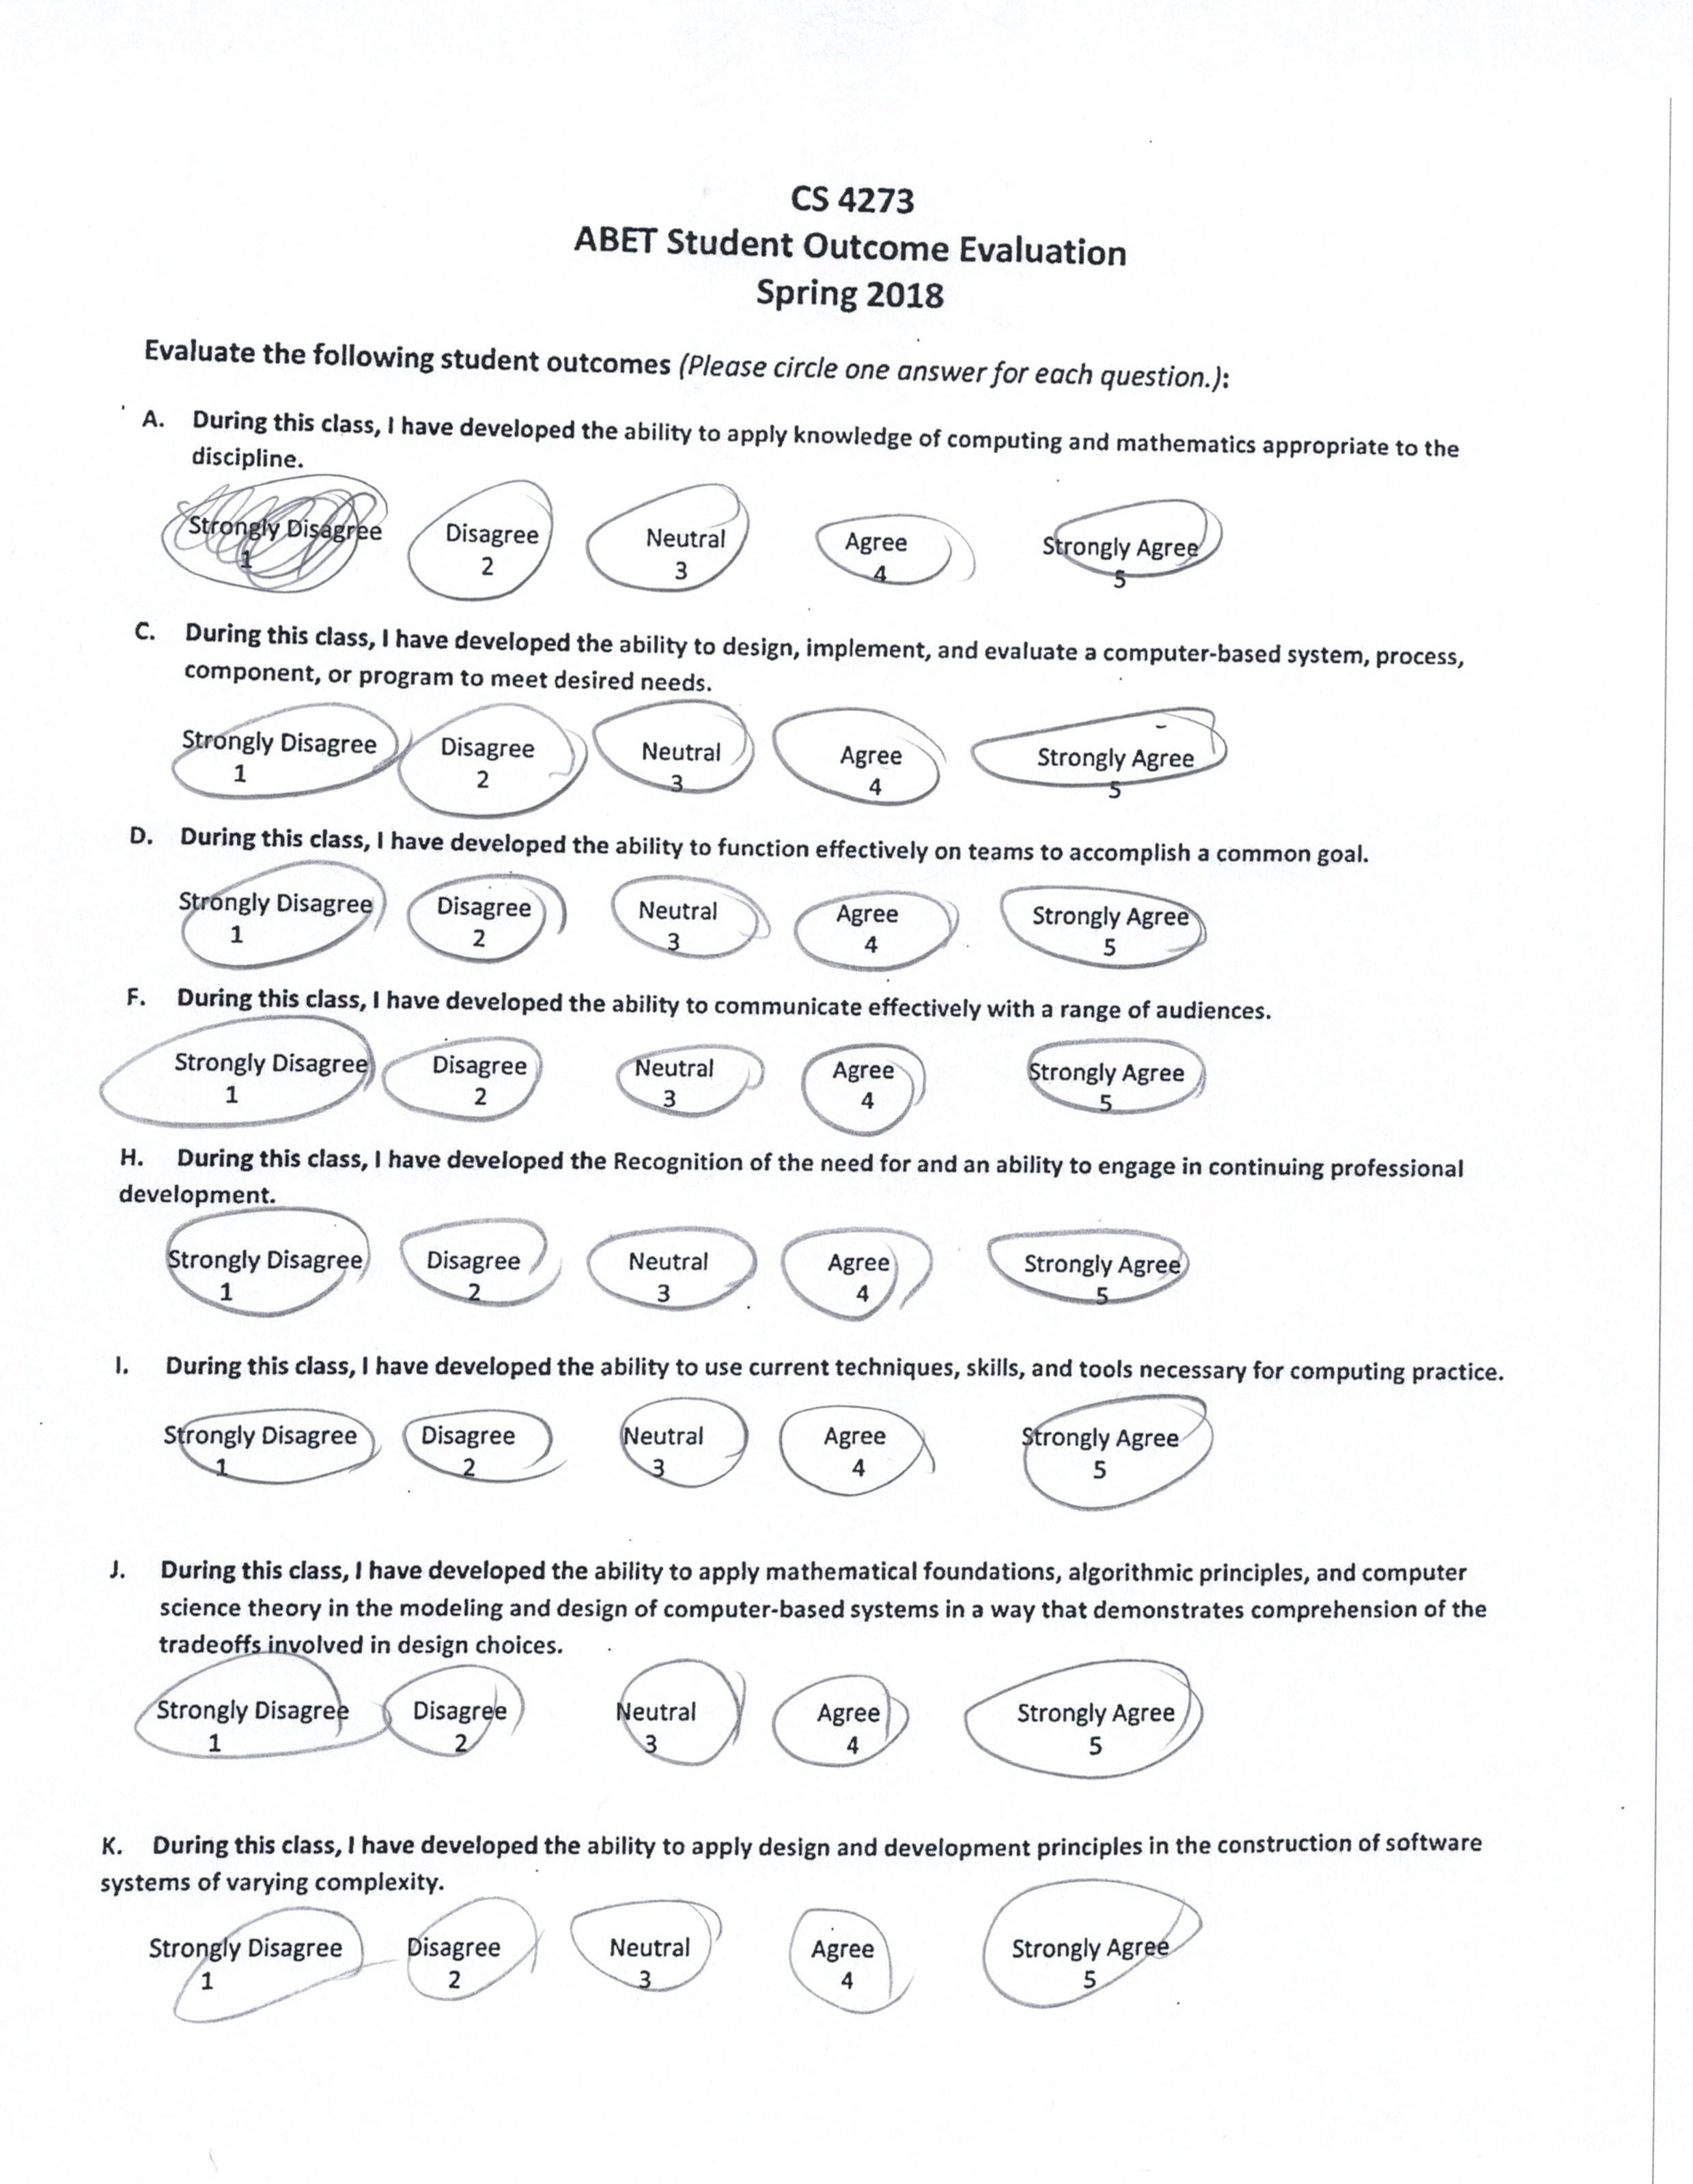 CS 4273
ABET Student Outcome Evaluation
Spring 2018
Evaluate the following student outcomes (Please circle one answer for each question.):
A. During this class, I have developed the ability to apply knowledge of computing and mathematics appropriate to the
discipline.
Strongly Disagree Disagree Neutral Agree Strongly Agree
1 2 3 4 5
C. During this class, I have developed the ability to design, implement, and evaluate a computer-based system, process,
component, or program to meet desired needs.
Strongly Disagree Disagree Neutral Agree Strongly Agree
1 2 3 4 5
D. During this class, I have developed the ability to function effectively on teams to accomplish a common goal.
Strongly Disagree Disagree Neutral Agree Strongly Agree
1 2 3 4 5
F. During this class, I have developed the ability to communicate effectively with a range of audiences.
Strongly Disagree Disagree Neutral Agree Strongly Agree
1 2 3 4 5
H. During this class, I have developed the Recognition of the need for and an ability to engage in continuing professional
development.
Strongly Disagree Disagree Neutral Agree Strongly Agree
1 2 3 4 5
I. During this class, I have developed the ability to use current techniques, skills, and tools necessary for computing practice.
Strongly Disagree Disagree Neutral Agree Strongly Agree
1 2 3 4 5
J. During this class, I have developed the ability to apply mathematical foundations, algorithmic principles, and computer
science theory in the modeling and design of computer-based systems in a way that demonstrates comprehension of the
tradeoffs involved in design choices.
Strongly Disagree Disagree Neutral Agree Strongly Agree
1 2 3 4 5
K. During this class, I have developed the ability to apply design and development principles in the construction of software
systems of varying complexity.
Strongly Disagree Disagree Neutral Agree Strongly Agree
1 2 3 4 5